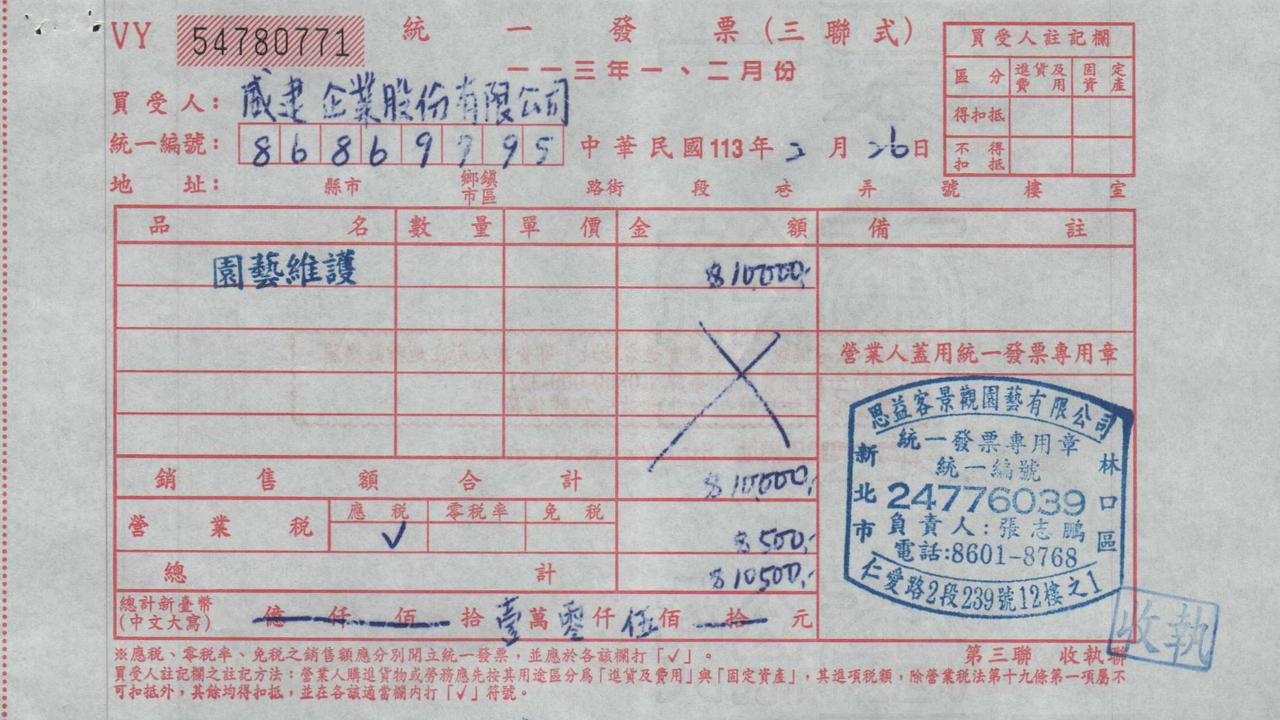 VY 54780771 統一發票(三聯式)
一一三年一、二月份
買受人註記欄
區分 進貨及費用 固定資產
得扣抵
不得扣抵
買受人: 威建企業股份有限公司
統一編號: 86869795 中華民國113年2月26日
地址: 縣市 鄉鎮市區 路街 段 巷 弄 號 樓 室
品名 數量 單價 金額 備註
園藝維護 $10,000,-
營業人蓋用統一發票專用章
銷售額合計 $10,000,-
營業稅 應稅 零稅率 免稅
✓ $500,-
總計 $10500,-
總計新臺幣(中文大寫) 億仟佰拾壹萬零仟伍佰拾元
思益客景觀園藝有限公司
統一發票專用章
統一編號
24776039
負責人:張志鵬
電話:8601-8768
新北市 林口區
仁愛路2段239號12樓之1
收執
第三聯 收執聯
※應稅、零稅率、免稅之銷售額應分別開立統一發票,並應於各該欄打「✓」。
買受人註記欄之註記方法:營業人購進貨物或勞務應先按其用途區分為「進貨及費用」與「固定資產」,其進項稅額,除營業稅法第十九條第一項屬不
可扣抵外,其餘均得扣抵,並在各該適當欄內打「✓」符號。